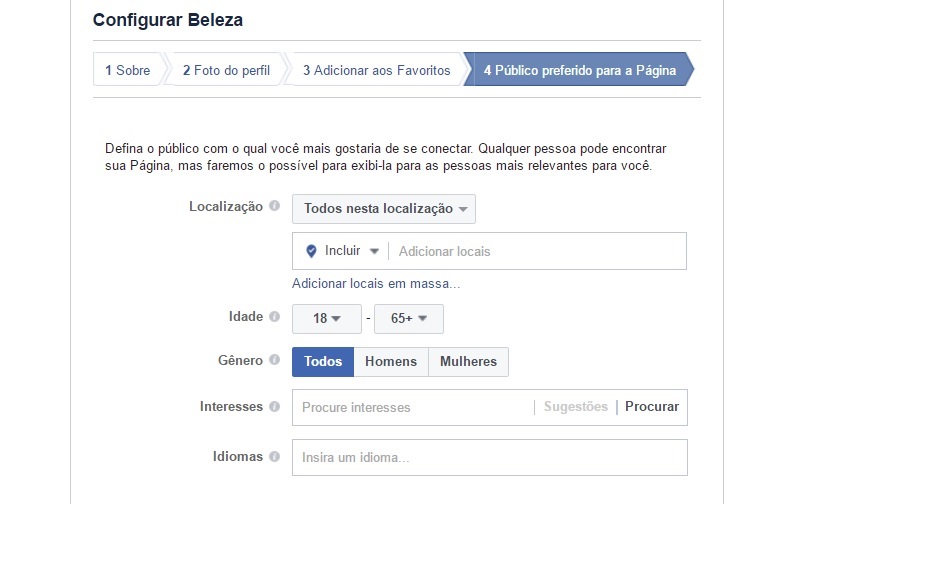 Configurar Beleza
1 Sobre 2 Foto do perfil 3 Adicionar aos Favoritos 4 Público preferido para a Página
Defina o público com o qual você mais gostaria de se conectar. Qualquer pessoa pode encontrar
sua Página, mas faremos o possível para exibi-la para as pessoas mais relevantes para você.
Localização Todos nesta localização
Incluir Adicionar locais
Adicionar locais em massa...
Idade 18 - 65+
Gênero Todos Homens Mulheres
Interesses Procure interesses | Sugestões | Procurar
Idiomas Insira um idioma...